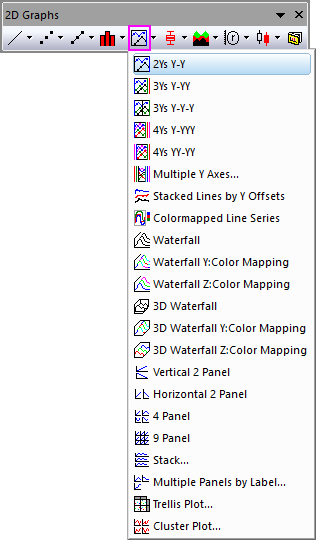 2D Graphs
2Ys Y-Y
3Ys Y-YY
3Ys Y-Y-Y
4Ys Y-YYY
4Ys YY-YY
Multiple Y Axes...
Stacked Lines by Y Offsets
Colormapped Line Series
Waterfall
Waterfall Y:Color Mapping
Waterfall Z:Color Mapping
3D Waterfall
3D Waterfall Y:Color Mapping
3D Waterfall Z:Color Mapping
Vertical 2 Panel
Horizontal 2 Panel
4 Panel
9 Panel
Stack...
Multiple Panels by Label...
Trellis Plot...
Cluster Plot...